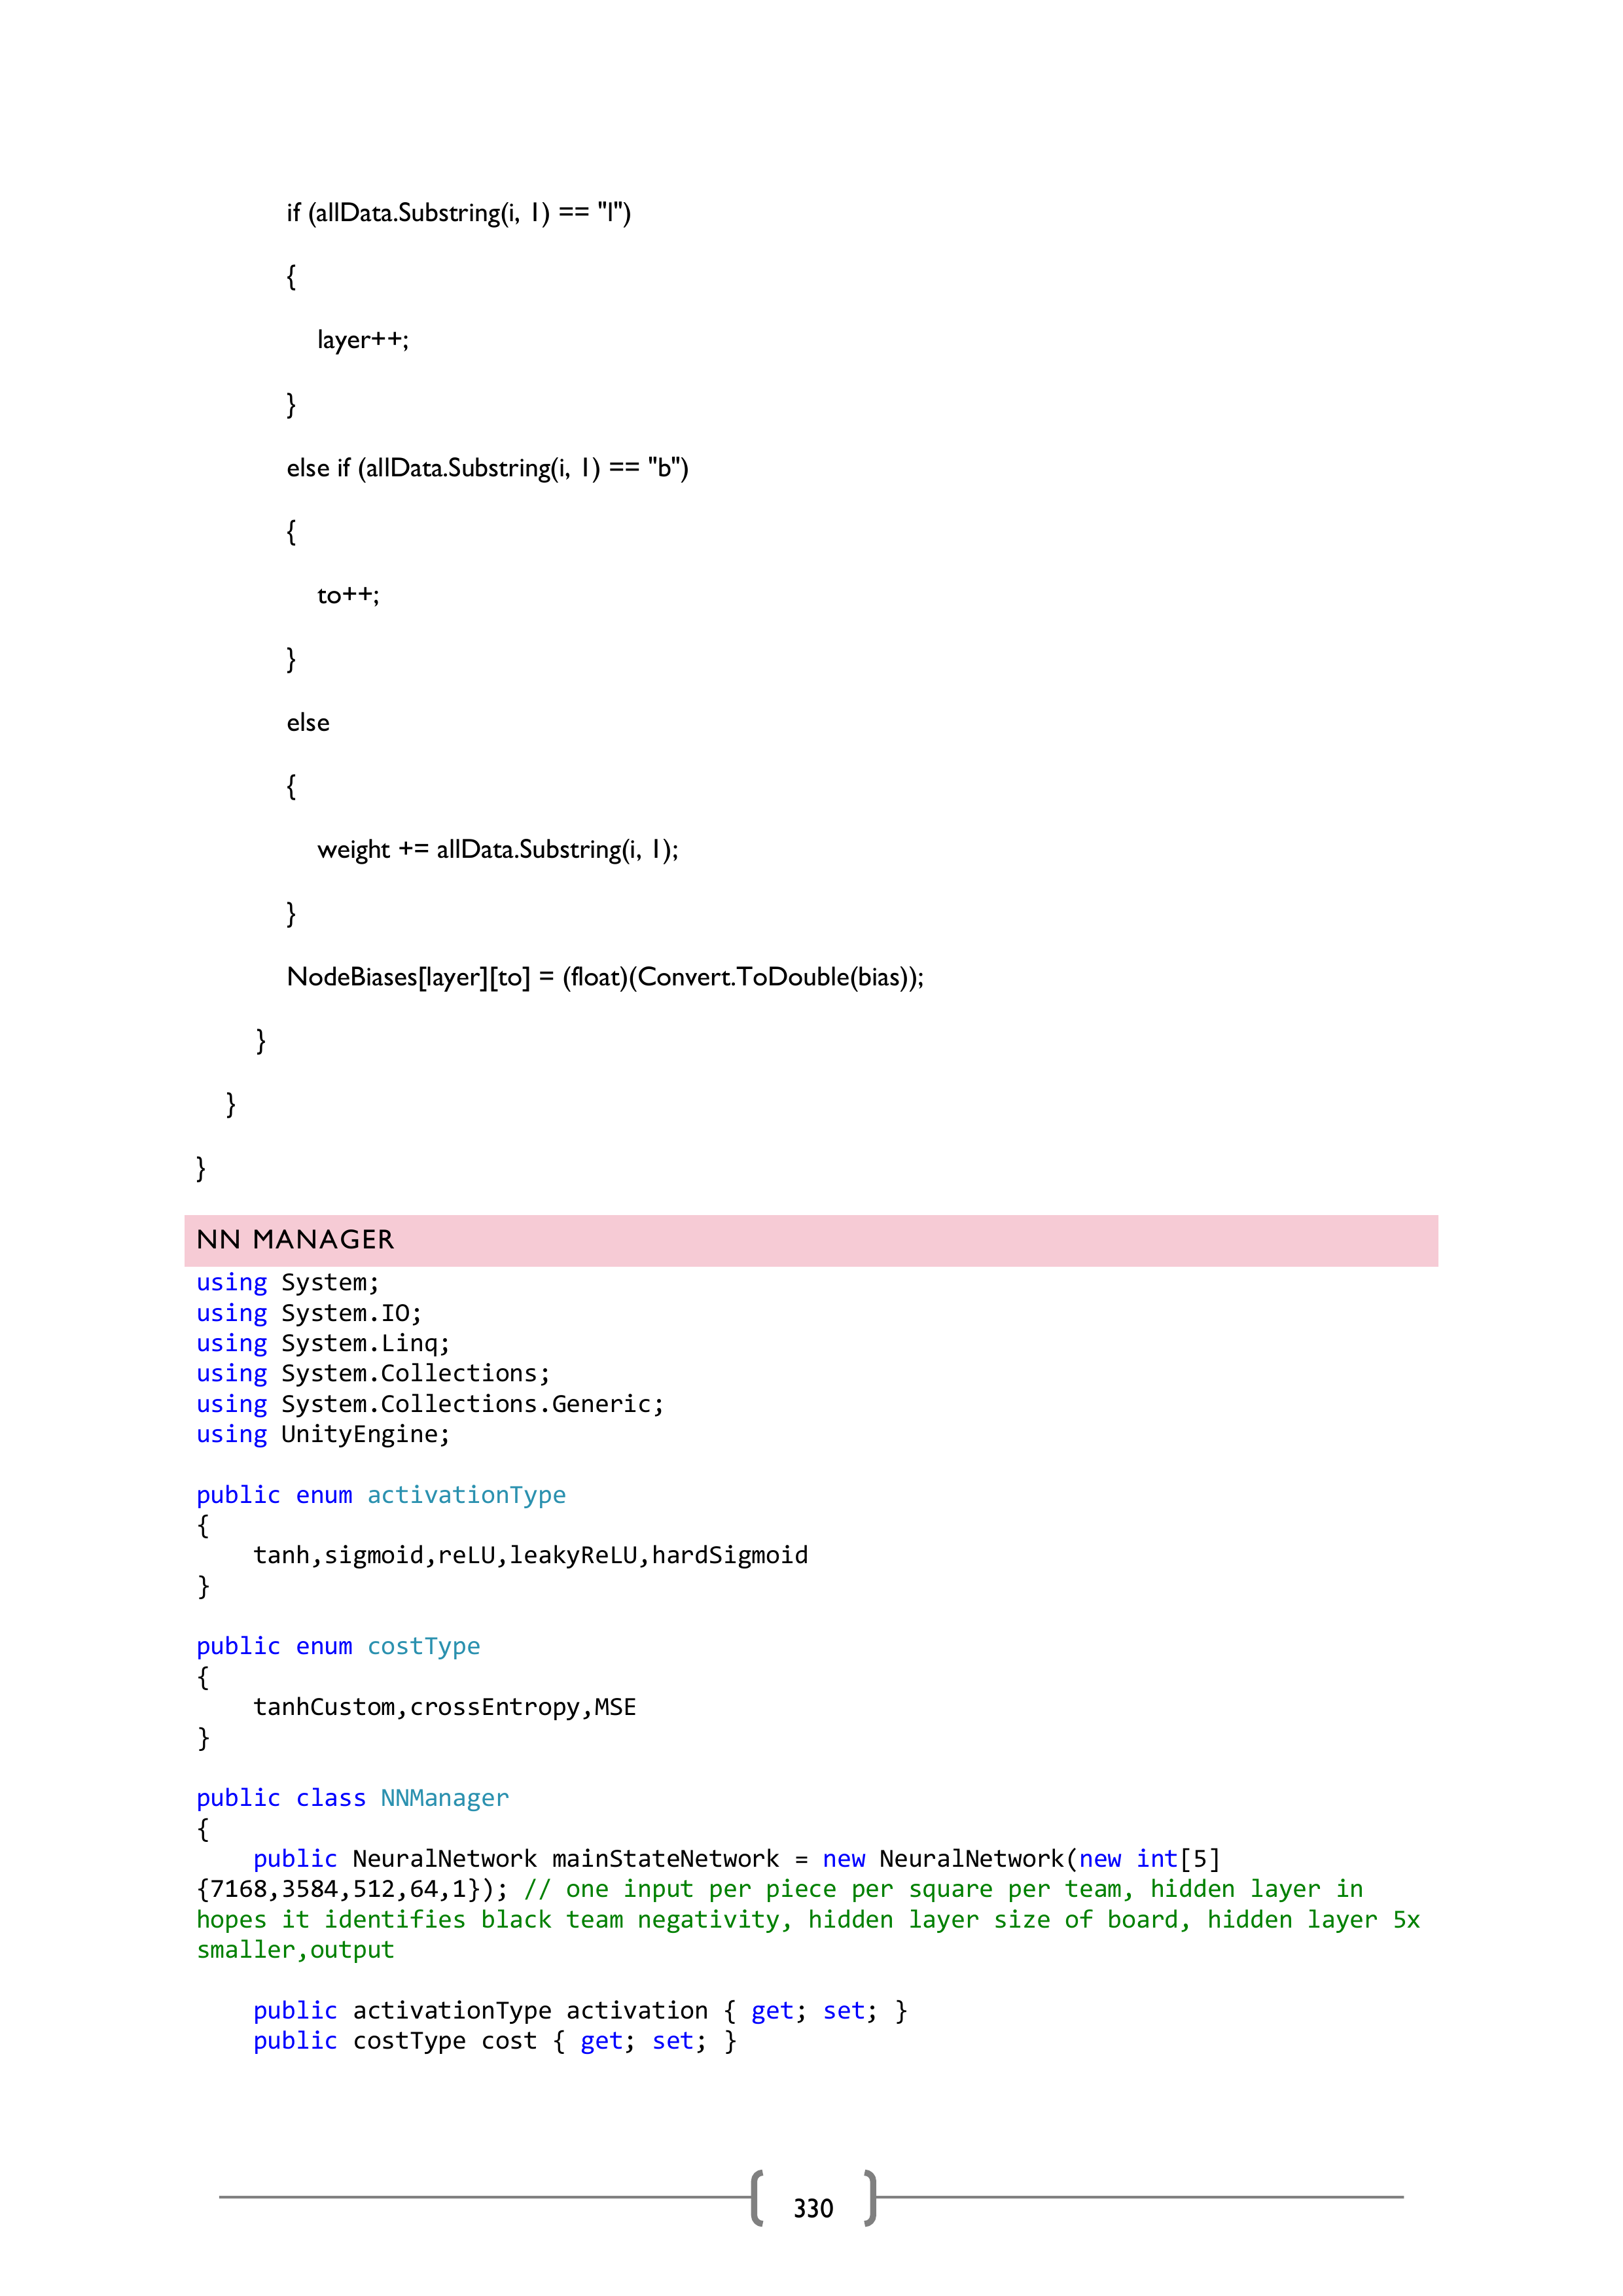 if (allData.Substring(i, 1) == "l")
{
layer++;
}
else if (allData.Substring(i, 1) == "b")
{
to++;
}
else
{
weight += allData.Substring(i, 1);
}
NodeBiases[layer][to] = (float)(Convert.ToDouble(bias));
}
}
}
NN MANAGER
using System;
using System.IO;
using System.Linq;
using System.Collections;
using System.Collections.Generic;
using UnityEngine;
public enum activationType
{
tanh,sigmoid,reLU,leakyReLU,hardSigmoid
}
public enum costType
{
tanhCustom,crossEntropy,MSE
}
public class NNManager
{
public NeuralNetwork mainStateNetwork = new NeuralNetwork(new int[5]
{7168,3584,512,64,1}); // one input per piece per square per team, hidden layer in
hopes it identifies black team negativity, hidden layer size of board, hidden layer 5x
smaller,output
public activationType activation { get; set; }
public costType cost { get; set; }
330